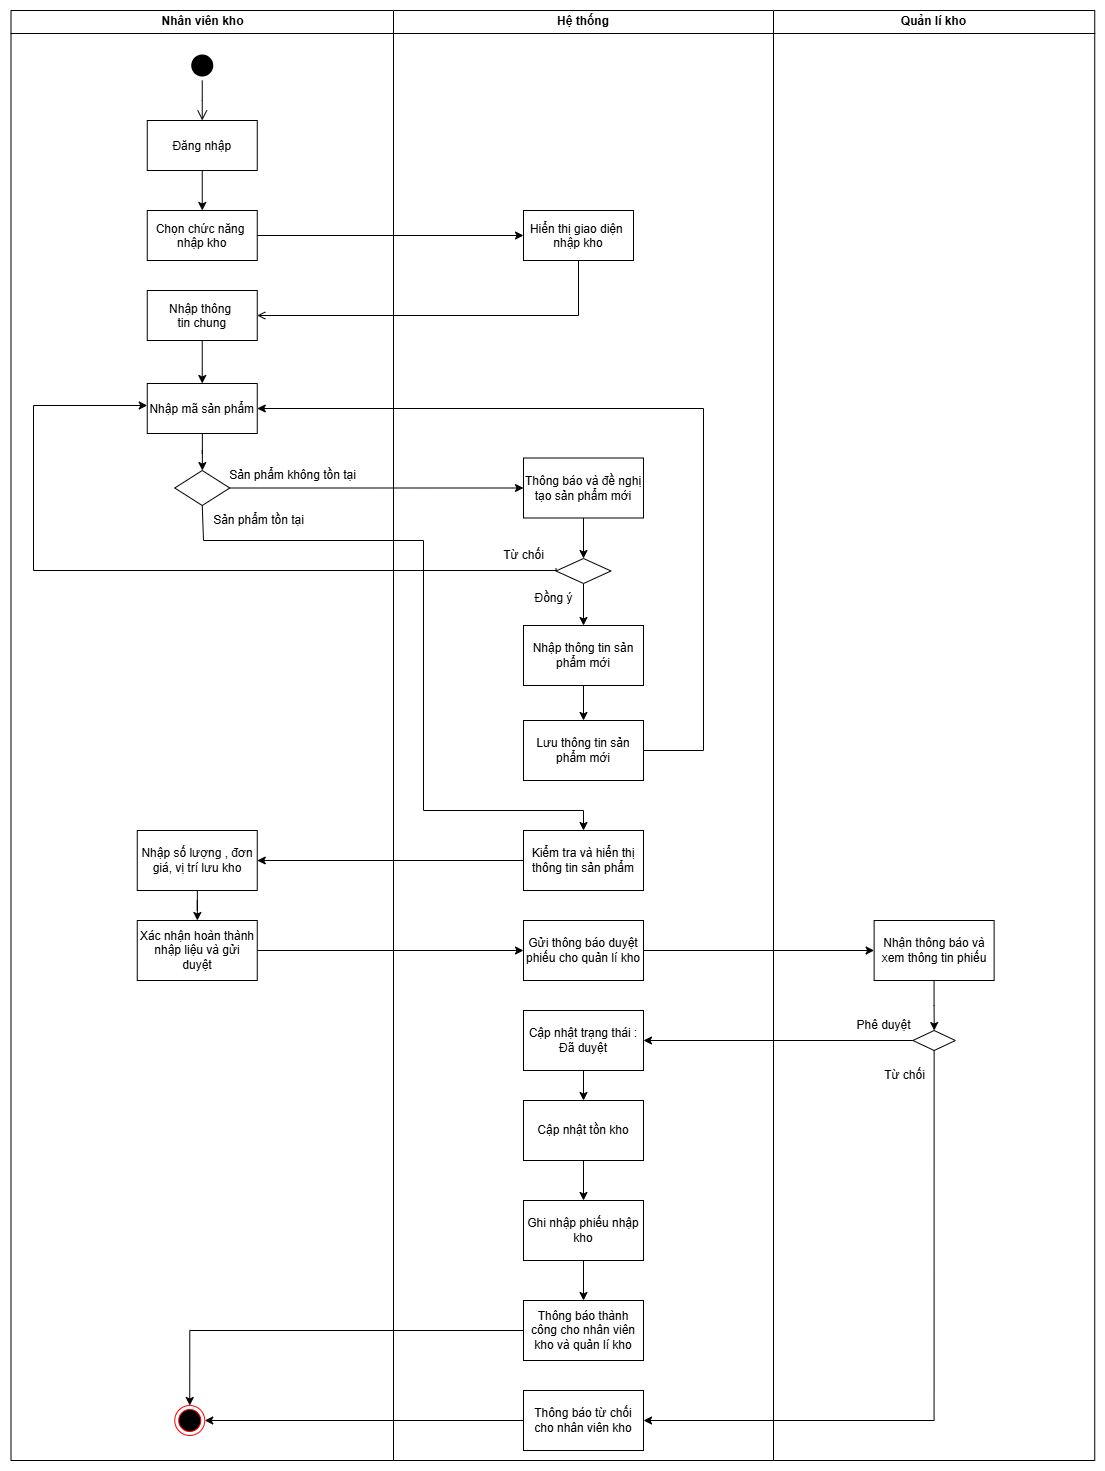 Nhân viên kho
Hệ thống
Quản lí kho
Đăng nhập
Chọn chức năng
nhập kho
Hiển thị giao diện
nhập kho
Nhập thông
tin chung
Nhập mã sản phẩm
Sản phẩm không tồn tại
Thông báo và đề nghị
tạo sản phẩm mới
Sản phẩm tồn tại
Từ chối
Đồng ý
Nhập thông tin sản
phẩm mới
Lưu thông tin sản
phẩm mới
Nhập số lượng , đơn
giá, vị trí lưu kho
Kiểm tra và hiển thị
thông tin sản phẩm
Xác nhận hoàn thành
nhập liệu và gửi
duyệt
Gửi thông báo duyệt
phiếu cho quản lí kho
Nhận thông báo và
xem thông tin phiếu
Phê duyệt
Cập nhật trạng thái :
Đã duyệt
Từ chối
Cập nhật tồn kho
Ghi nhập phiếu nhập
kho
Thông báo thành
công cho nhân viên
kho và quản lí kho
Thông báo từ chối
cho nhân viên kho